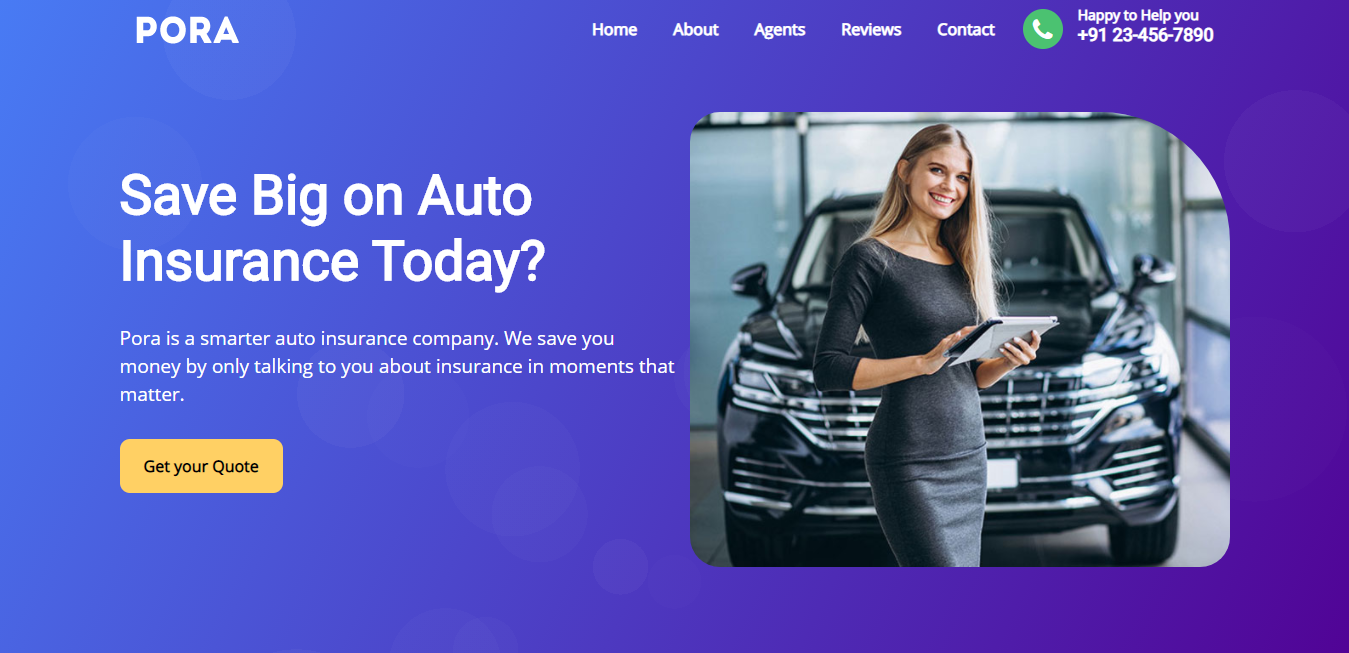 PORA
Home About Agents Reviews Contact
Happy to Help you
+91 23-456-7890
Save Big on Auto
Insurance Today?
Pora is a smarter auto insurance company. We save you
money by only talking to you about insurance in moments that
matter.
Get your Quote